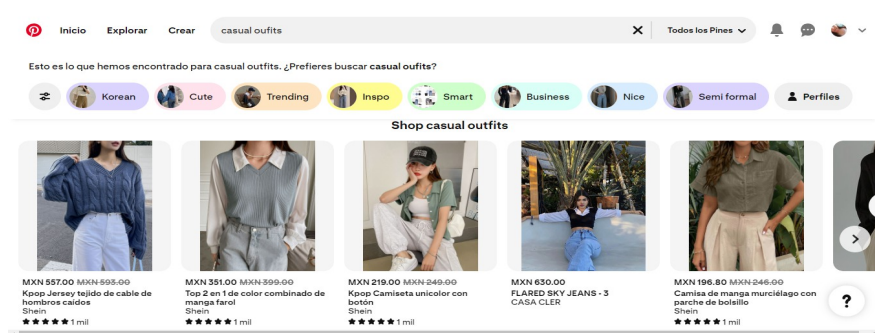 Inicio Explorar Crear casual oufits Todos los Pines
Esto es lo que hemos encontrado para casual outfits. ¿Prefieres buscar casual oufits?
Korean Cute Trending Inspo Smart Business Nice Semi formal Perfiles
Shop casual outfits
MXN 557.00 MXN 593.00
Kpop Jersey tejido de cable de
hombros caídos
Shein
1 mil
MXN 351.00 MXN 399.00
Top 2 en 1 de color combinado de
manga farol
Shein
1 mil
MXN 219.00 MXN 249.00
Kpop Camiseta unicolor con
botón
Shein
1 mil
MXN 630.00
FLARED SKY JEANS - 3
CASA CLER
MXN 196.80 MXN 246.00
Camisa de manga murciélago con
parche de bolsillo
Shein
1 mil
?